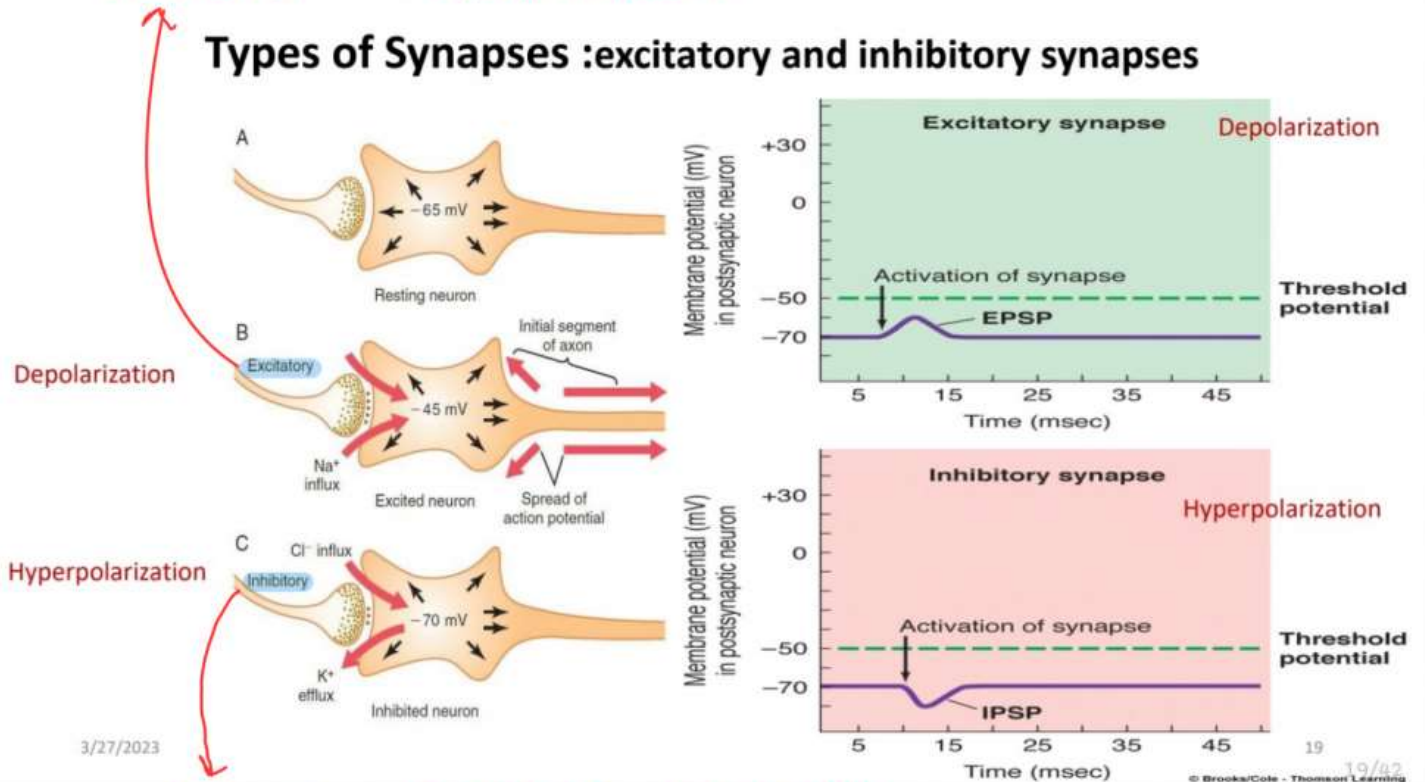 Types of Synapses :excitatory and inhibitory synapses
A
−65 mV
Resting neuron
Depolarization
B
Excitatory
−45 mV
Na⁺
influx
Excited neuron
Initial segment
of axon
Spread of
action potential
Hyperpolarization
C
Cl⁻ influx
Inhibitory
−70 mV
K⁺
efflux
Inhibited neuron
Excitatory synapse
Depolarization
Membrane potential (mV)
in postsynaptic neuron
+30
0
−50
−70
Activation of synapse
EPSP
Threshold
potential
5 15 25 35 45
Time (msec)
Inhibitory synapse
Hyperpolarization
Membrane potential (mV)
in postsynaptic neuron
+30
0
−50
−70
Activation of synapse
IPSP
Threshold
potential
5 15 25 35 45
Time (msec)
3/27/2023
19
19/42
© Brooks/Cole - Thomson Learning